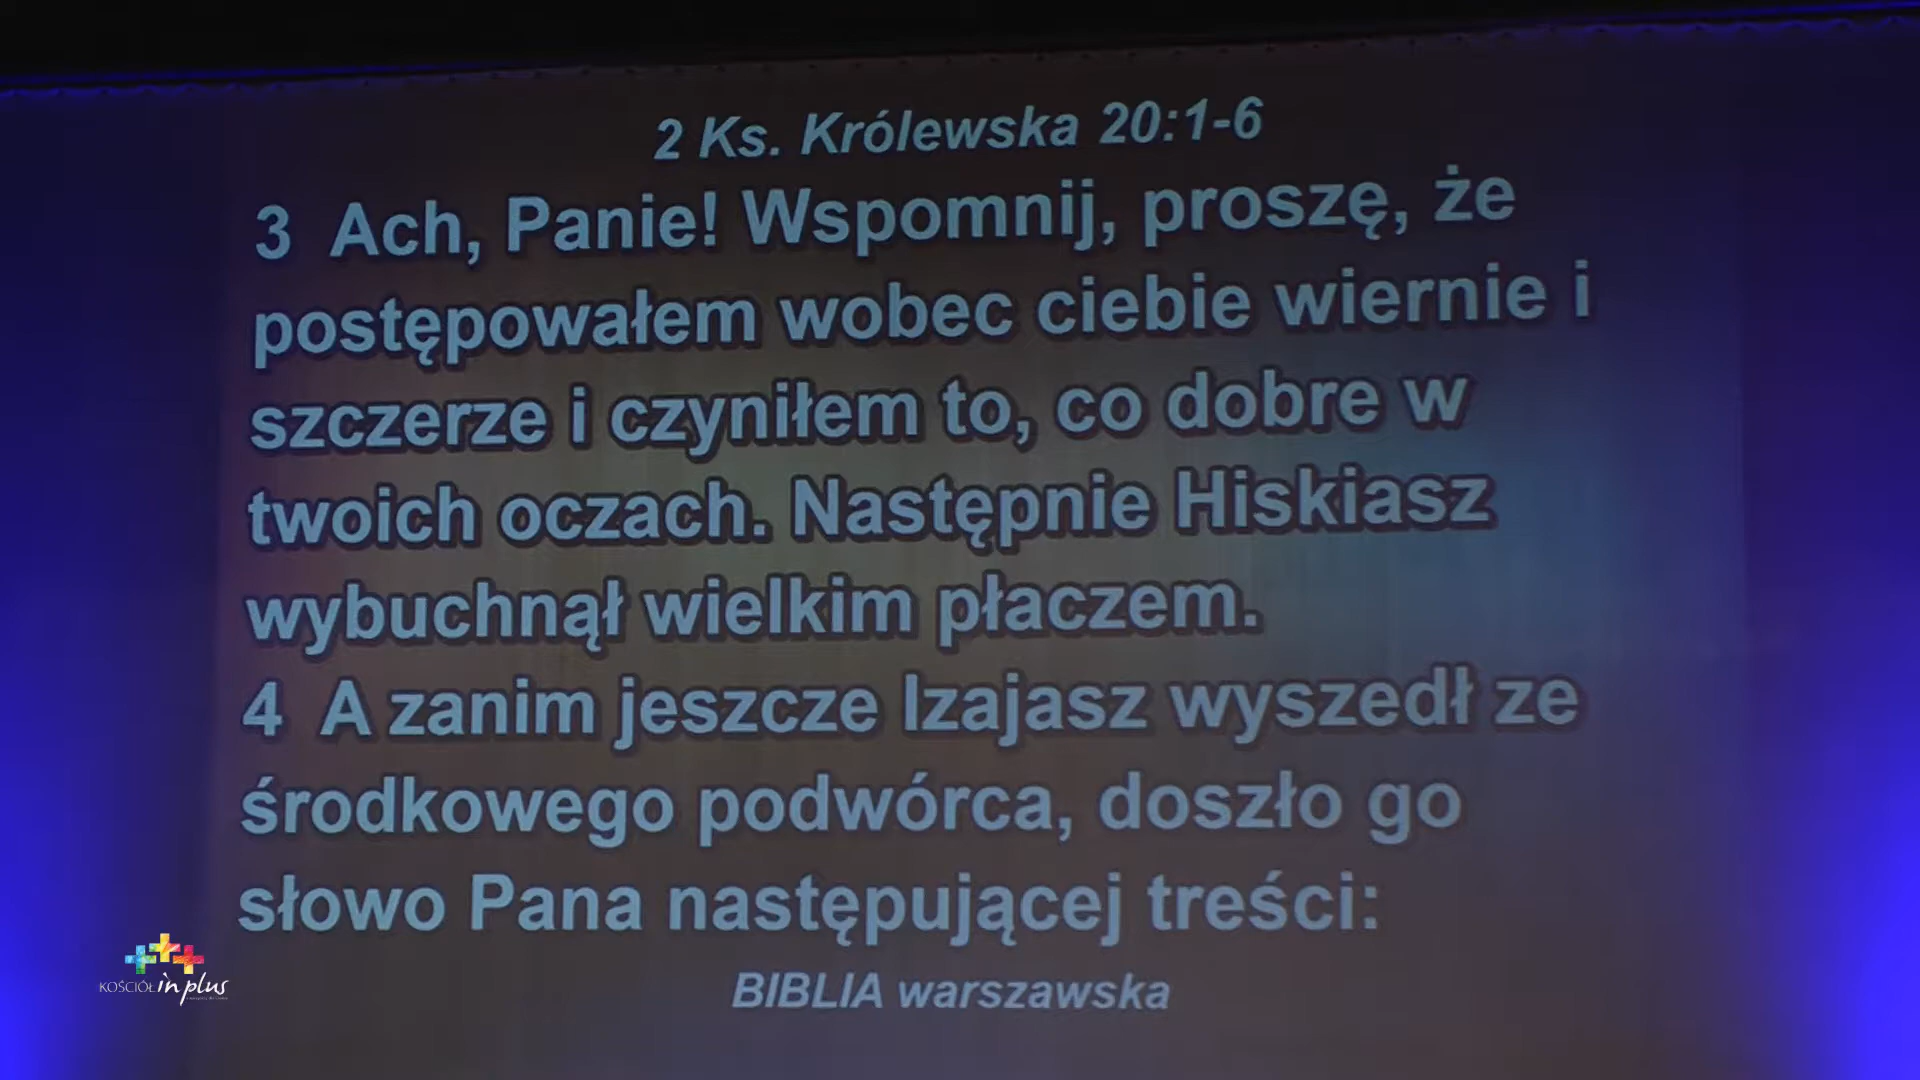 2 Ks. Królewska 20:1-6
3 Ach, Panie! Wspomnij, proszę, że
postępowałem wobec ciebie wiernie i
szczerze i czyniłem to, co dobre w
twoich oczach. Następnie Hiskiasz
wybuchnął wielkim płaczem.
4 A zanim jeszcze Izajasz wyszedł ze
środkowego podwórca, doszło go
słowo Pana następującej treści:
BIBLIA warszawska
KOŚCIÓŁ in plus